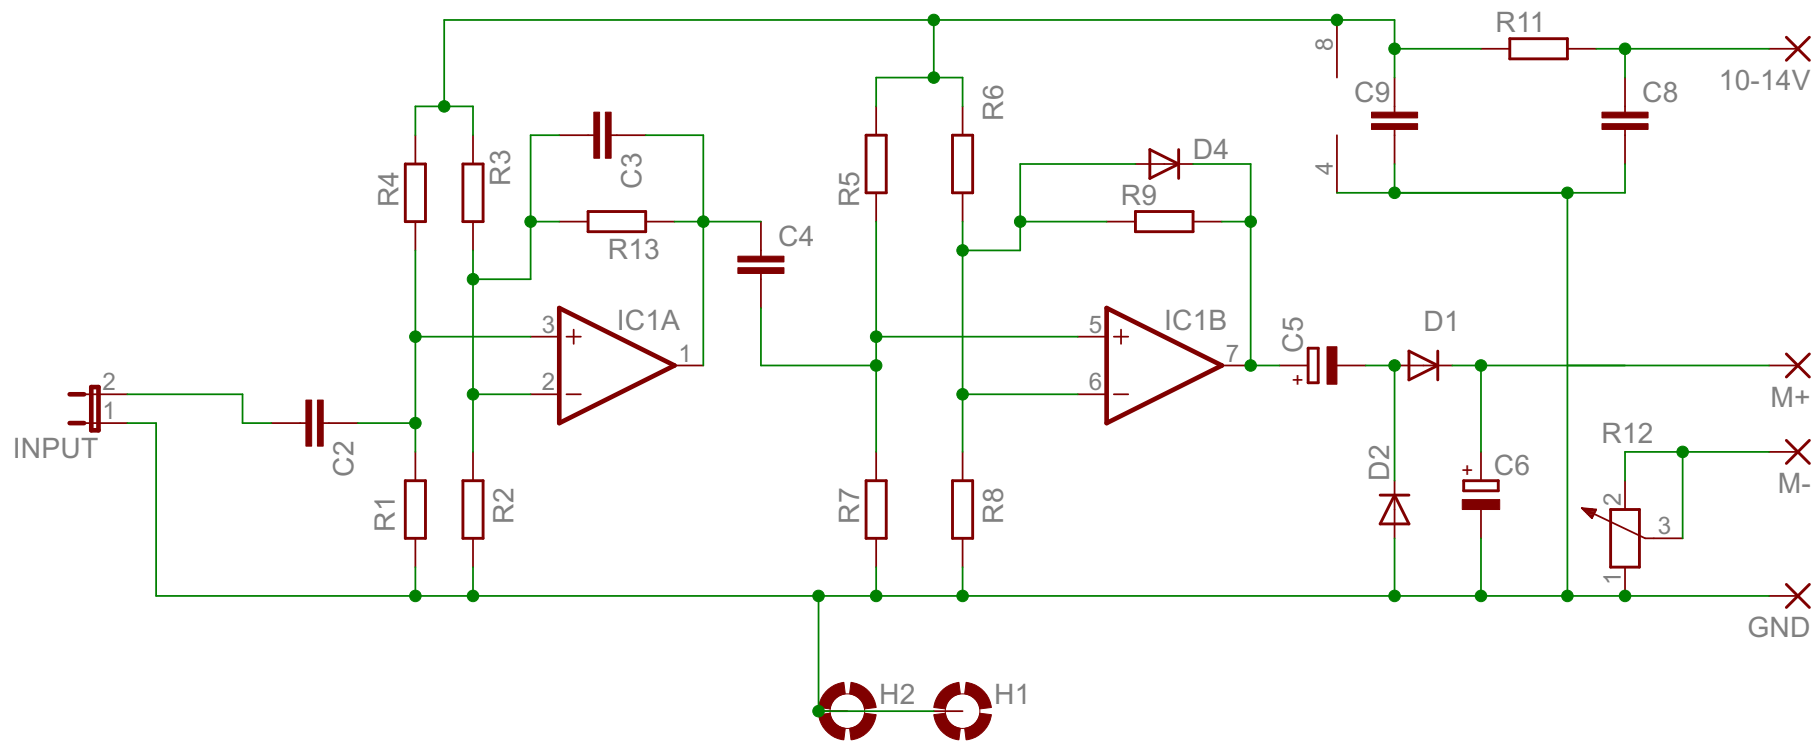 R11
8
10-14V
C9
C8
R6
C3
R3
R4
D4
4
R5
R9
R13
C4
IC1A
3
+
1
2
−
IC1B
5
+
7
6
−
C5
+
D1
M+
2
1
INPUT
C2
R12
D2
+
C6
M-
R1
R2
R7
R8
2
3
1
GND
H2
H1